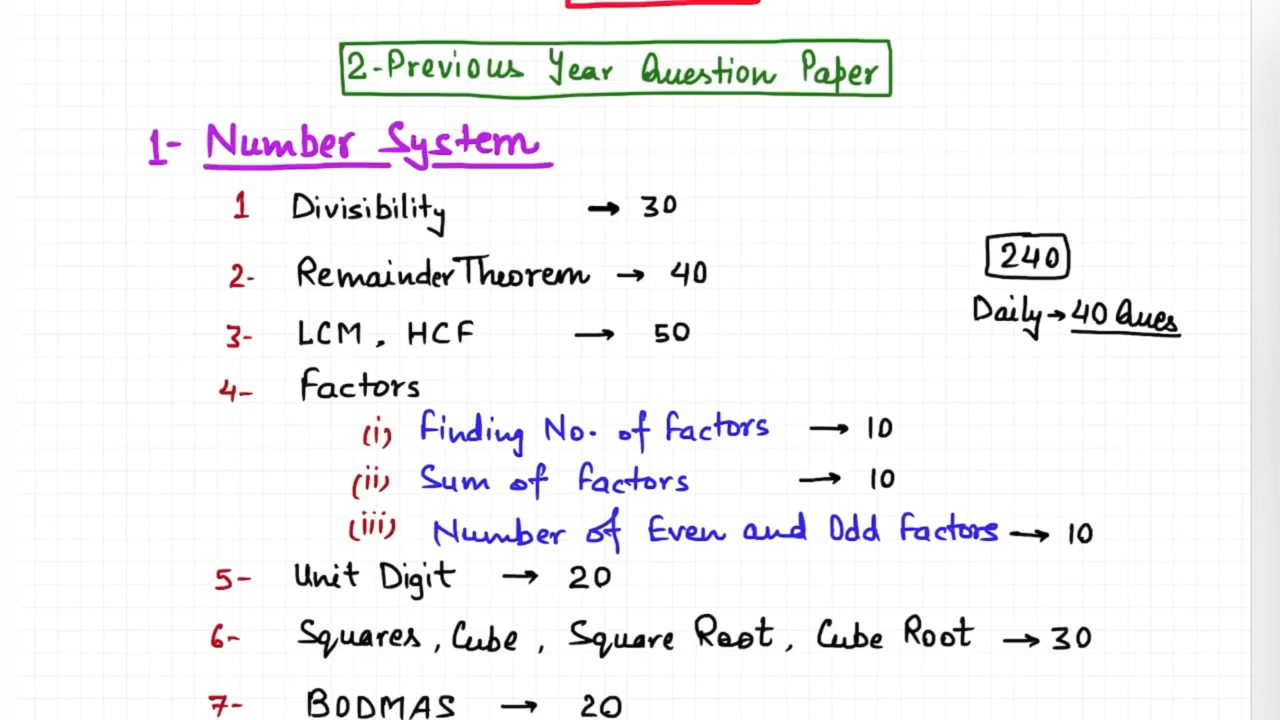 2-Previous Year Question Paper
1- Number System
1 Divisibility → 30
240
2- Remainder Theorem → 40
Daily → 40 Ques
3- LCM, HCF → 50
4- Factors
(i) Finding No. of factors → 10
(ii) Sum of factors → 10
(iii) Number of Even and Odd factors → 10
5- Unit Digit → 20
6- Squares, Cube, Square Root, Cube Root → 30
7- BODMAS → 20